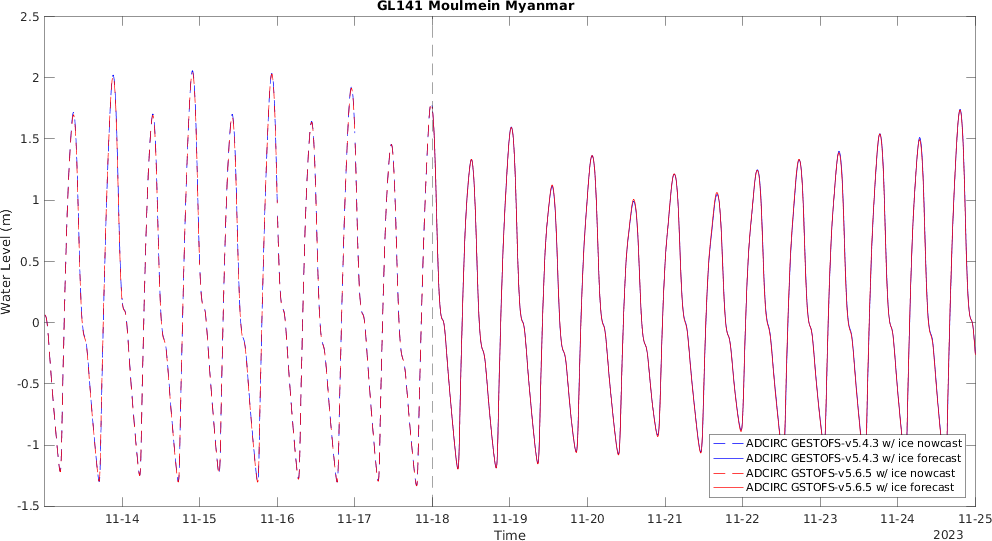 GL141 Moulmein Myanmar
2.5
2
1.5
1
0.5
0
-0.5
-1
-1.5
Water Level (m)
ADCIRC GESTOFS-v5.4.3 w/ ice nowcast
ADCIRC GESTOFS-v5.4.3 w/ ice forecast
ADCIRC GSTOFS-v5.6.5 w/ ice nowcast
ADCIRC GSTOFS-v5.6.5 w/ ice forecast
11-14 11-15 11-16 11-17 11-18 11-19 11-20 11-21 11-22 11-23 11-24 11-25
Time
2023